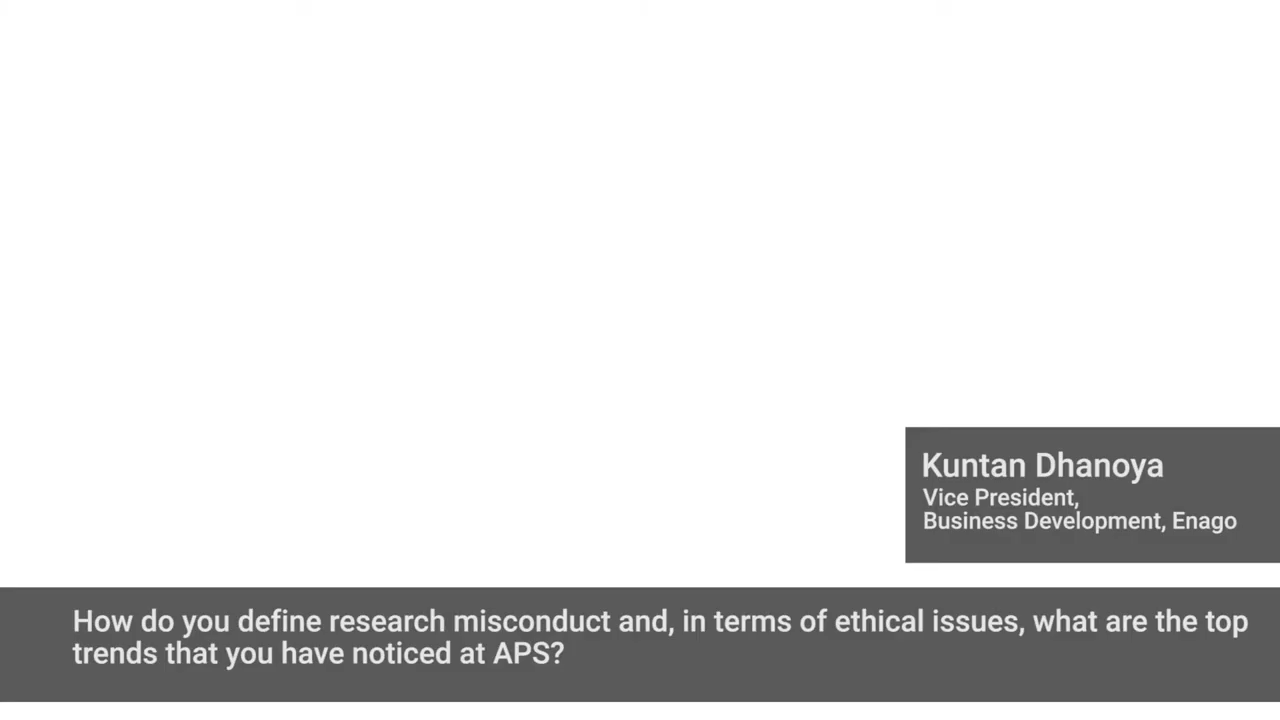 Kuntan Dhanoya
Vice President,
Business Development, Enago
How do you define research misconduct and, in terms of ethical issues, what are the top
trends that you have noticed at APS?